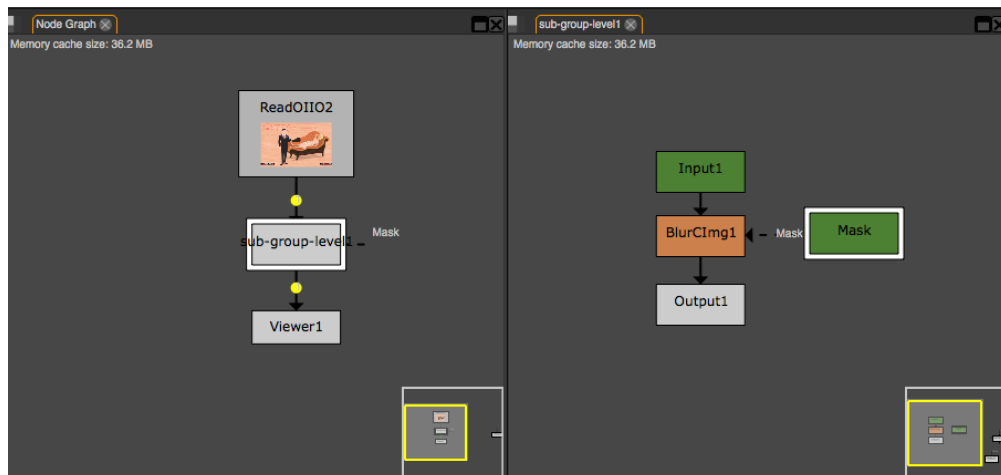 Node Graph
Memory cache size: 36.2 MB
ReadOIIO2
sub-group-level1
Mask
Viewer1
sub-group-level1
Memory cache size: 36.2 MB
Input1
BlurCImg1
Mask
Mask
Output1